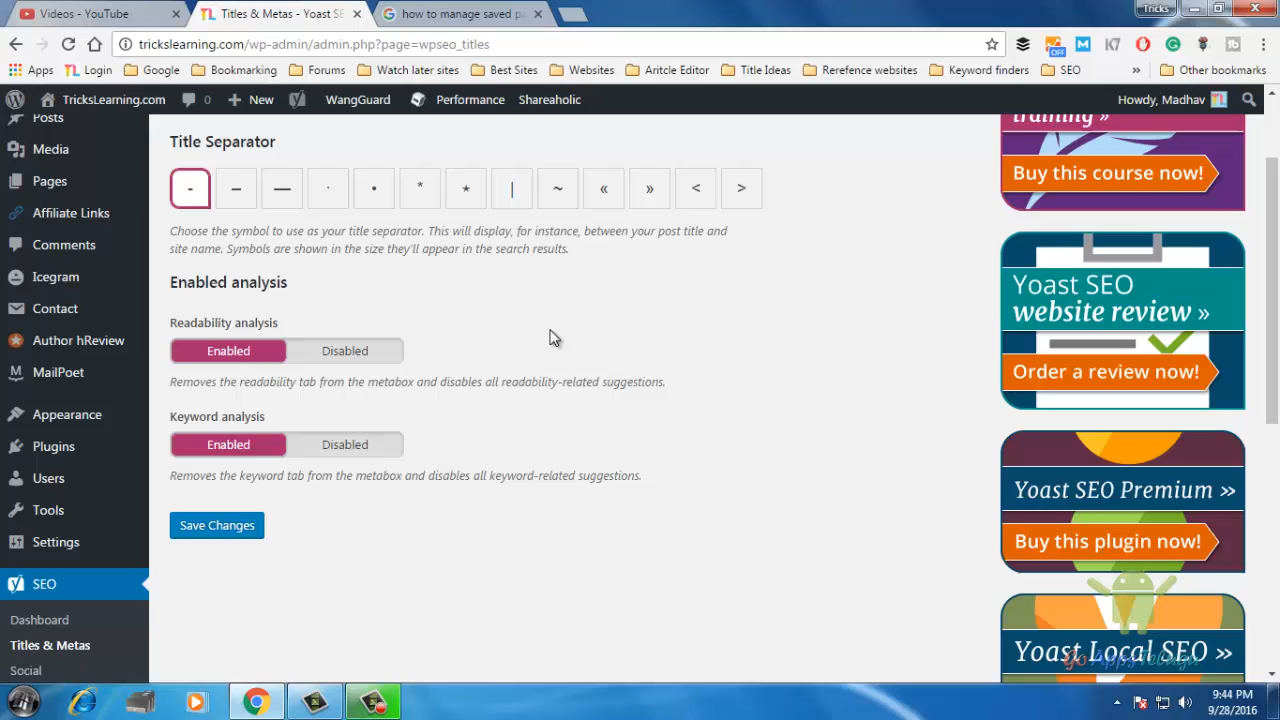 Videos - YouTube
Titles & Metas - Yoast SE
how to manage saved pa
Tricks
trickslearning.com/wp-admin/admin.php?page=wpseo_titles
OFF
Apps
Login
Google
Bookmarking
Forums
Watch later sites
Best Sites
Websites
Aritcle Editor
Title Ideas
Rerefence websites
Keyword finders
SEO
»
Other bookmarks
TricksLearning.com
0
New
WangGuard
Performance
Shareaholic
Howdy, Madhav
Posts
Media
Pages
Affiliate Links
Comments
Icegram
Contact
Author hReview
MailPoet
Appearance
Plugins
Users
Tools
Settings
SEO
Dashboard
Titles & Metas
Social
Title Separator
- – — · • * ⋆ | ~ « » < >
Choose the symbol to use as your title separator. This will display, for instance, between your post title and
site name. Symbols are shown in the size they'll appear in the search results.
Enabled analysis
Readability analysis
Enabled Disabled
Removes the readability tab from the metabox and disables all readability-related suggestions.
Keyword analysis
Enabled Disabled
Removes the keyword tab from the metabox and disables all keyword-related suggestions.
Save Changes
training »
Buy this course now!
Yoast SEO
website review »
Order a review now!
Yoast SEO Premium »
Buy this plugin now!
Yoast Local SEO »
Go Apps Telugu
9:44 PM
9/28/2016